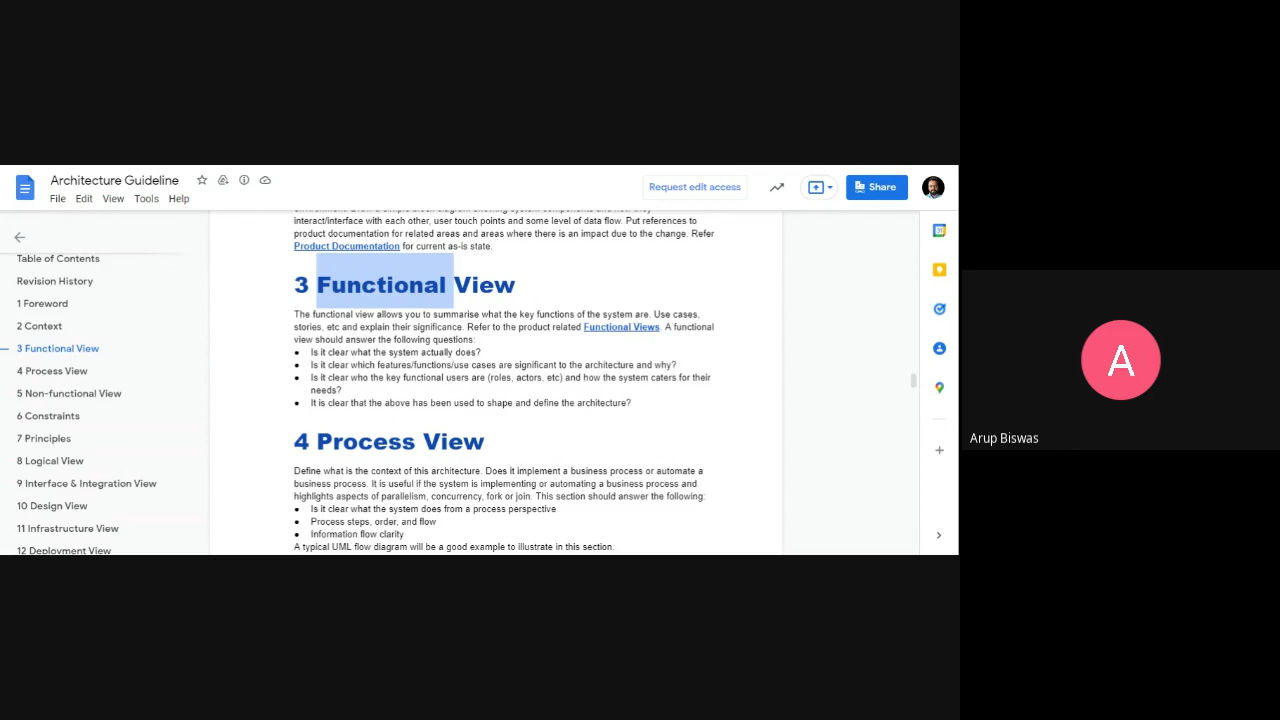 Architecture Guideline
File Edit View Tools Help
Request edit access
Share
Table of Contents
Revision History
1 Foreword
2 Context
3 Functional View
4 Process View
5 Non-functional View
6 Constraints
7 Principles
8 Logical View
9 Interface & Integration View
10 Design View
11 Infrastructure View
12 Deployment View
interact/interface with each other, user touch points and some level of data flow. Put references to
product documentation for related areas and areas where there is an impact due to the change. Refer
Product Documentation for current as-is state.
3 Functional View
The functional view allows you to summarise what the key functions of the system are. Use cases,
stories, etc and explain their significance. Refer to the product related Functional Views. A functional
view should answer the following questions:
● Is it clear what the system actually does?
● Is it clear which features/functions/use cases are significant to the architecture and why?
● Is it clear who the key functional users are (roles, actors, etc) and how the system caters for their
needs?
● It is clear that the above has been used to shape and define the architecture?
4 Process View
Define what is the context of this architecture. Does it implement a business process or automate a
business process. It is useful if the system is implementing or automating a business process and
highlights aspects of parallelism, concurrency, fork or join. This section should answer the following:
● Is it clear what the system does from a process perspective
● Process steps, order, and flow
● Information flow clarity
A typical UML flow diagram will be a good example to illustrate in this section.
A
Arup Biswas